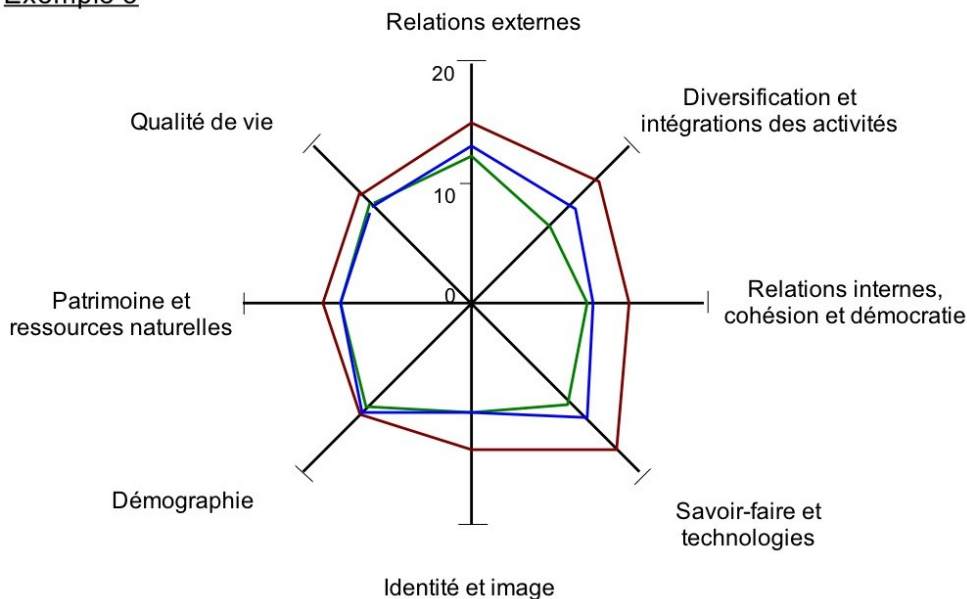 Relations externes
20
Diversification et
intégrations des activités
Qualité de vie
10
0
Patrimoine et
ressources naturelles
Relations internes,
cohésion et démocratie
Démographie
Savoir-faire et
technologies
Identité et image